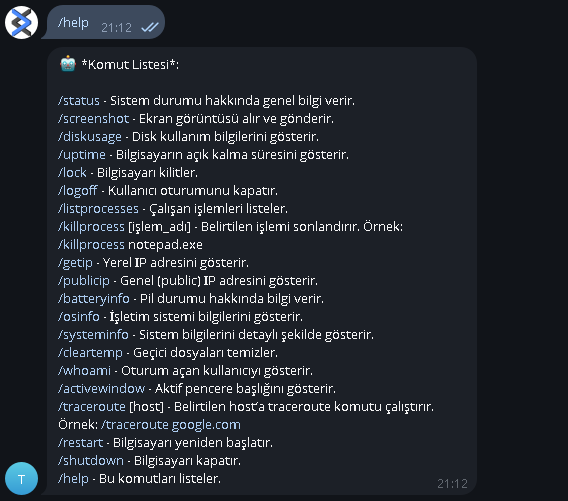 /help
21:12
*Komut Listesi*:
/status - Sistem durumu hakkında genel bilgi verir.
/screenshot - Ekran görüntüsü alır ve gönderir.
/diskusage - Disk kullanım bilgilerini gösterir.
/uptime - Bilgisayarın açık kalma süresini gösterir.
/lock - Bilgisayarı kilitler.
/logoff - Kullanıcı oturumunu kapatır.
/listprocesses - Çalışan işlemleri listeler.
/killprocess [işlem_adı] - Belirtilen işlemi sonlandırır. Örnek:
/killprocess notepad.exe
/getip - Yerel IP adresini gösterir.
/publicip - Genel (public) IP adresini gösterir.
/batteryinfo - Pil durumu hakkında bilgi verir.
/osinfo - İşletim sistemi bilgilerini gösterir.
/systeminfo - Sistem bilgilerini detaylı şekilde gösterir.
/cleartemp - Geçici dosyaları temizler.
/whoami - Oturum açan kullanıcıyı gösterir.
/activewindow - Aktif pencere başlığını gösterir.
/traceroute [host] - Belirtilen host'a traceroute komutu çalıştırır.
Örnek: /traceroute google.com
/restart - Bilgisayarı yeniden başlatır.
/shutdown - Bilgisayarı kapatır.
/help - Bu komutları listeler.
21:12
T